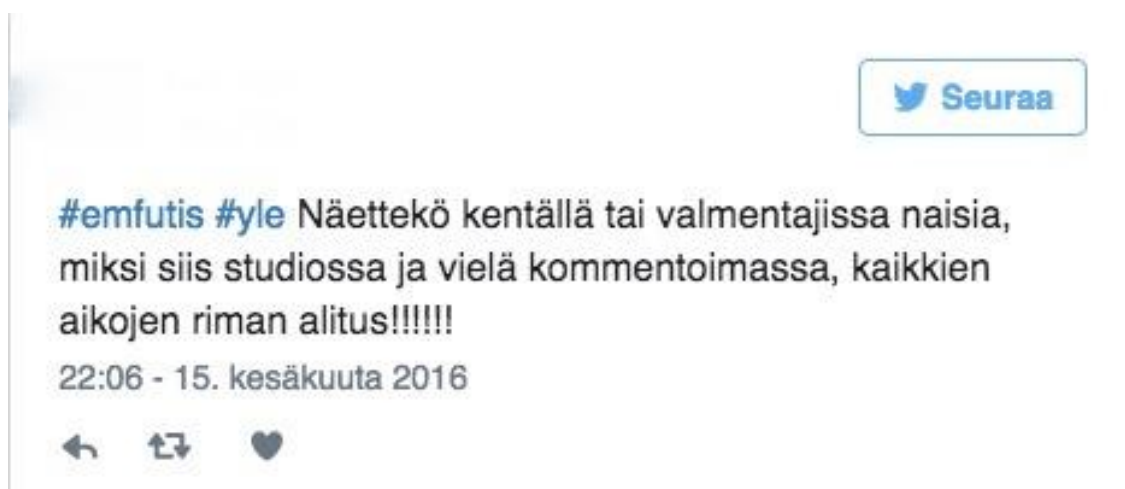 Seuraa
#emfutis #yle Näettekö kentällä tai valmentajissa naisia,
miksi siis studiossa ja vielä kommentoimassa, kaikkien
aikojen riman alitus!!!!!!
22:06 - 15. kesäkuuta 2016